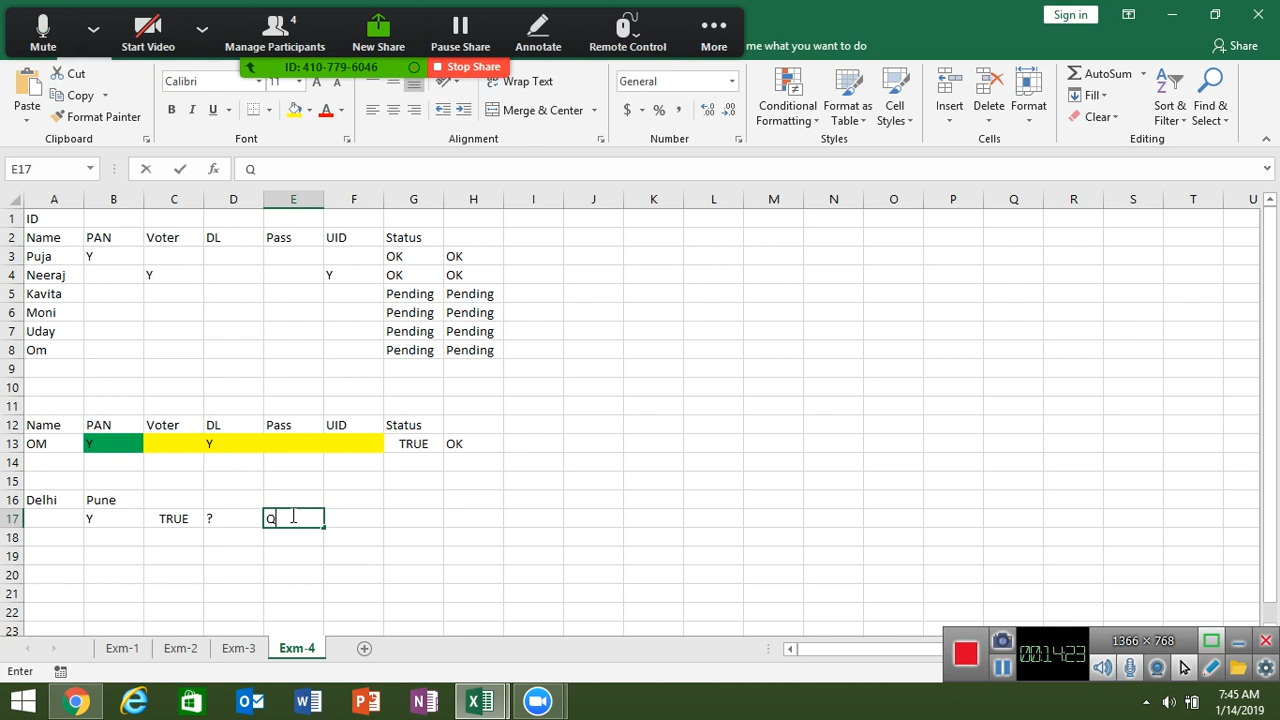 Mute
Start Video
4
Manage Participants
New Share
Pause Share
Annotate
Remote Control
More
ID: 410-779-6046
Stop Share
me what you want to do
Sign in
Share
Paste
Cut
Copy
Format Painter
Clipboard
Calibri
11
A A
B I U
A
Font
Wrap Text
Merge & Center
Alignment
General
$ % ,
Number
Conditional Formatting
Format as Table
Cell Styles
Styles
Insert
Delete
Format
Cells
AutoSum
Fill
Clear
Sort & Filter
Find & Select
Editing
E17
fx
Q
A B C D E F G H I J K L M N O P Q R S T U
1 ID
2 Name PAN Voter DL Pass UID Status
3 Puja Y OK OK
4 Neeraj Y Y OK OK
5 Kavita Pending Pending
6 Moni Pending Pending
7 Uday Pending Pending
8 Om Pending Pending
9
10
11
12 Name PAN Voter DL Pass UID Status
13 OM Y Y TRUE OK
14
15
16 Delhi Pune
17 Y TRUE ? Q
18
19
20
21
22
23
Exm-1 Exm-2 Exm-3 Exm-4
Enter
1366 × 768
00:14:23
7:45 AM
1/14/2019